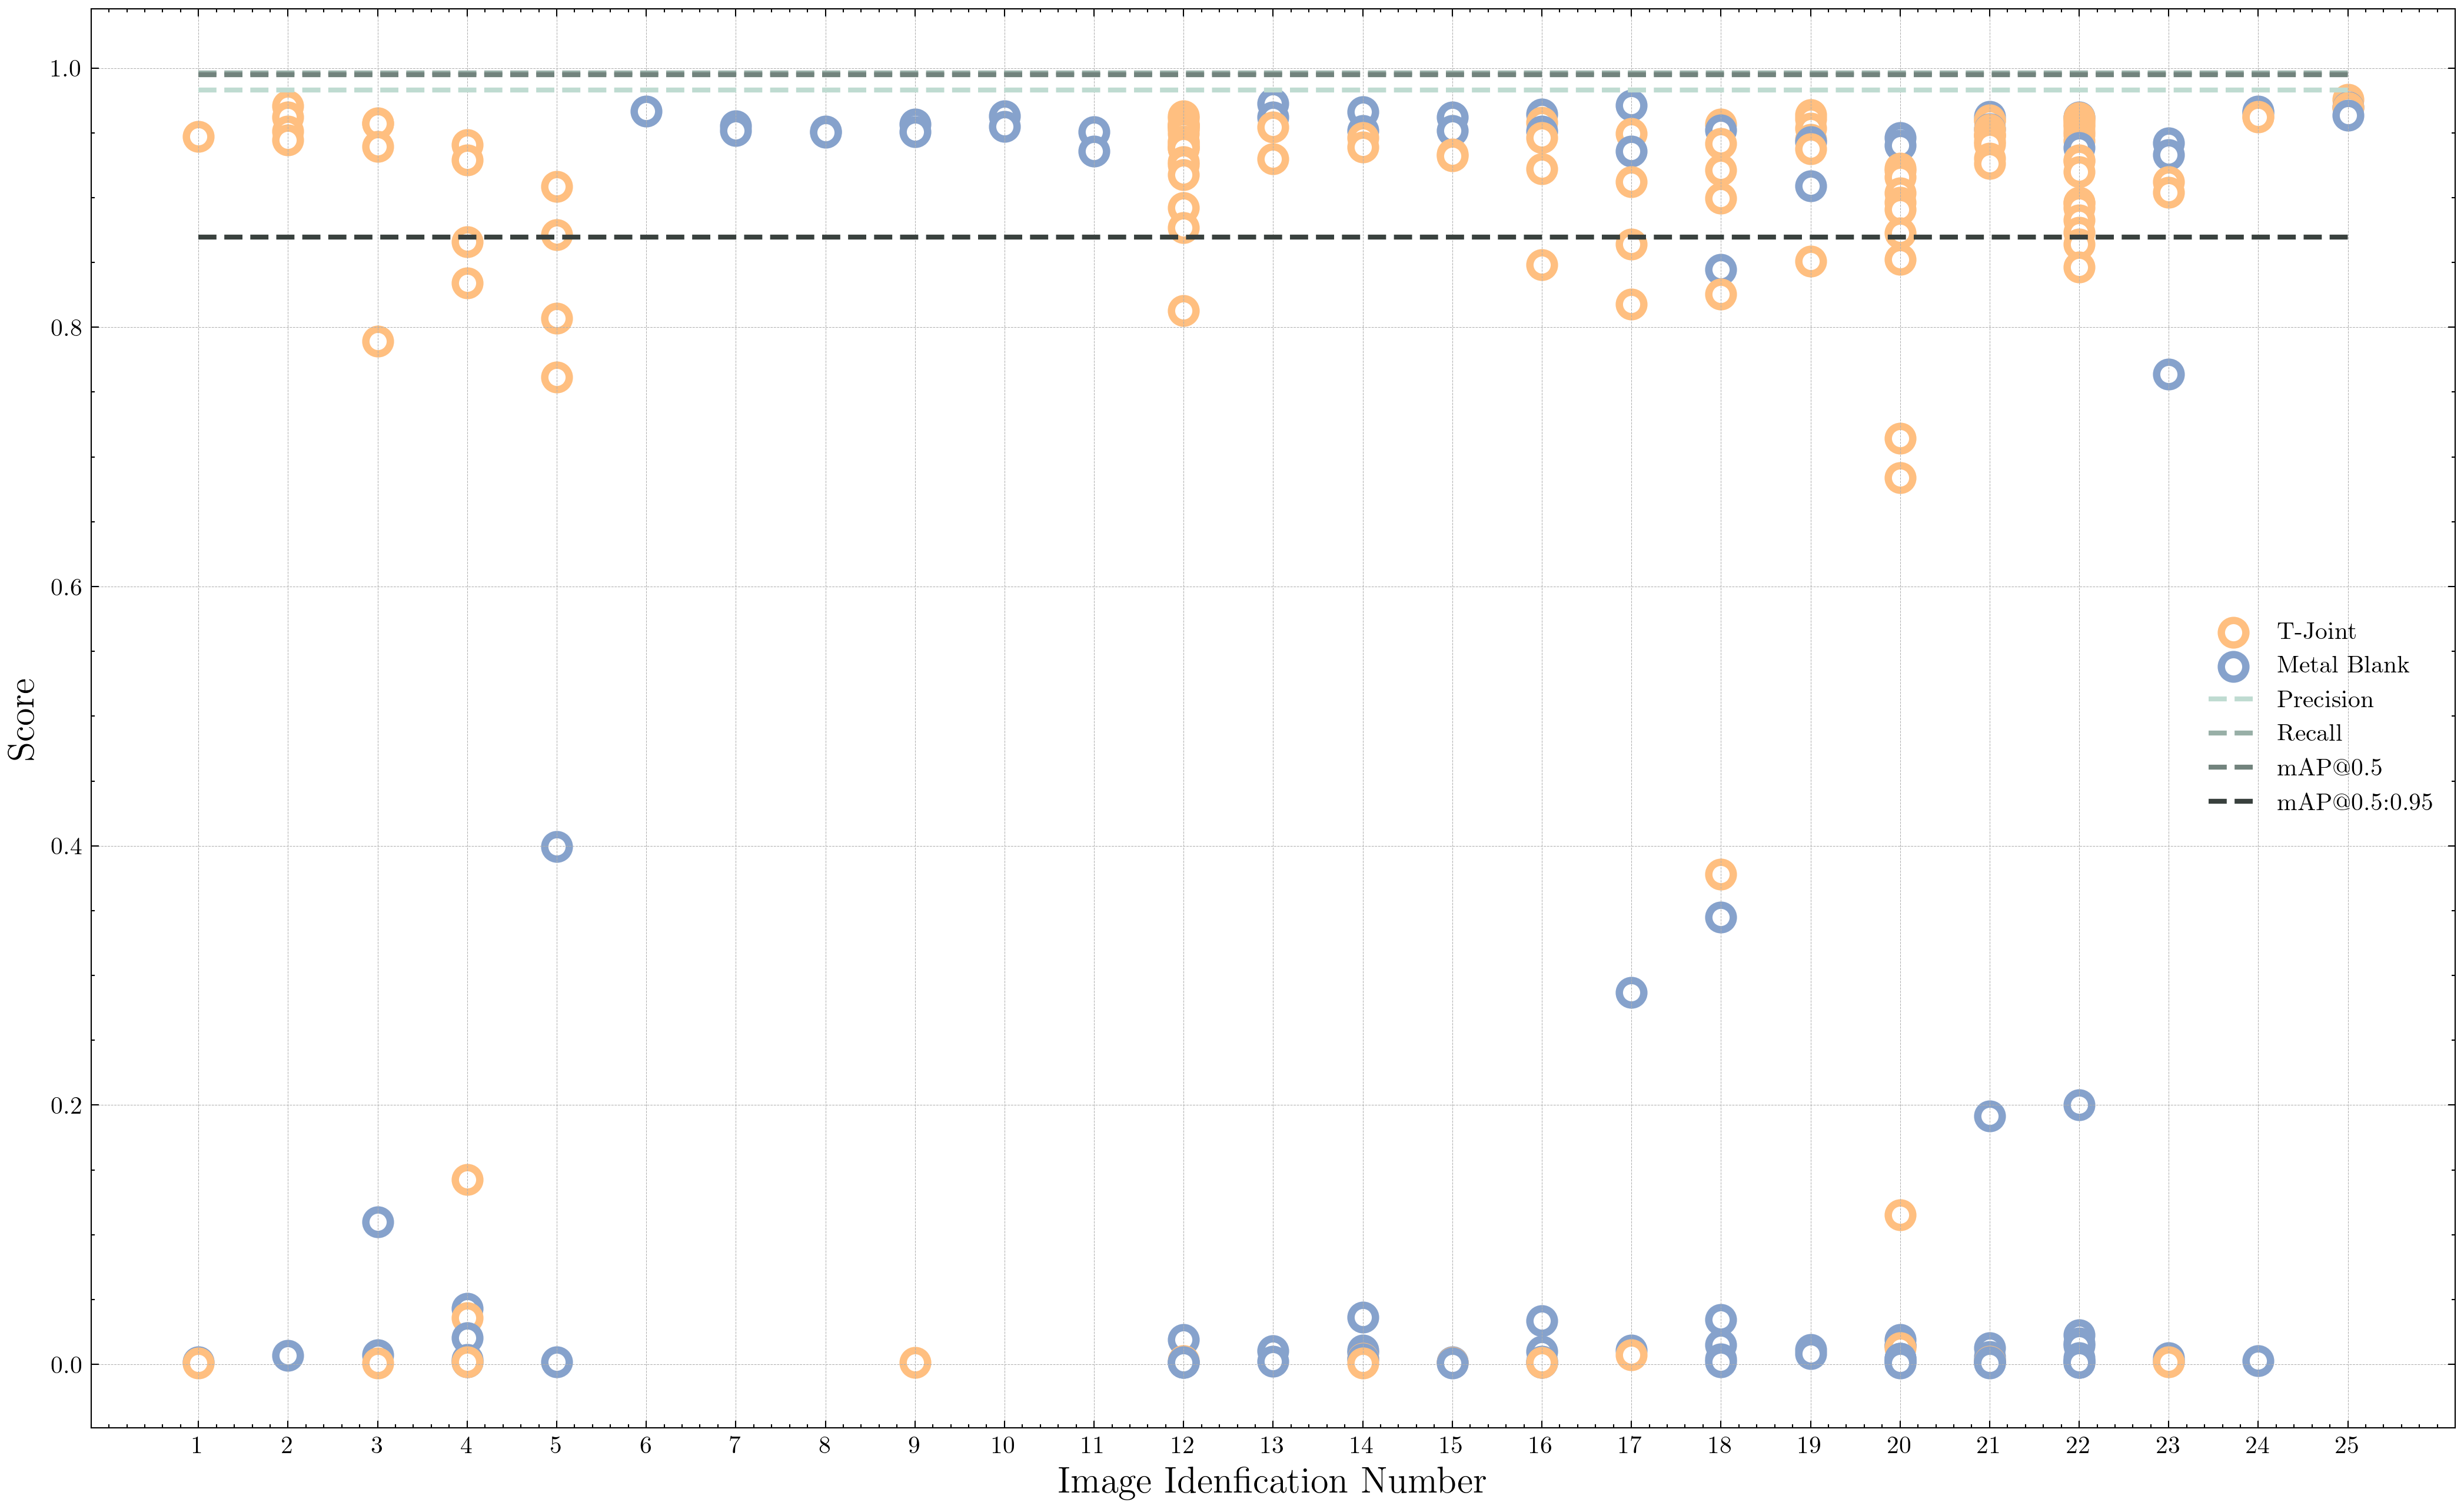 1.0
0.8
0.6
0.4
0.2
0.0
Score
T-Joint
Metal Blank
Precision
Recall
mAP@0.5
mAP@0.5:0.95
1 2 3 4 5 6 7 8 9 10 11 12 13 14 15 16 17 18 19 20 21 22 23 24 25
Image Idenfication Number